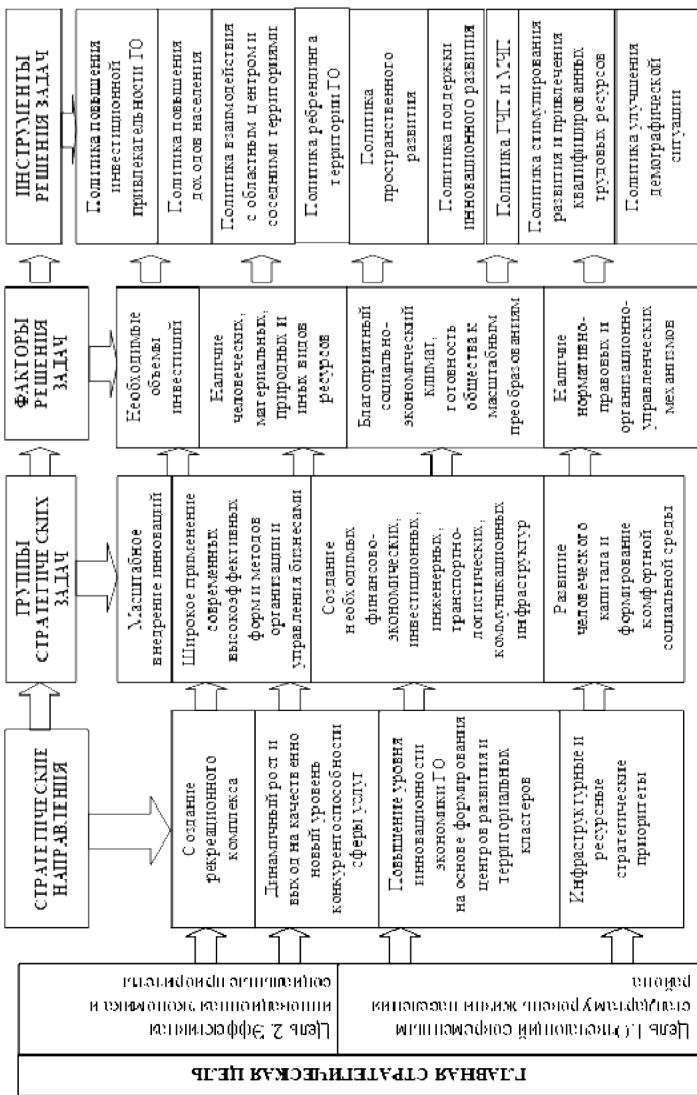 ГЛАВНАЯ СТРАТЕГИЧЕСКАЯ ЦЕЛЬ
Цель 1. Отвечающий современным
стандартам уровень жизни населения
района
Цель 2. Эффективная
инновационная экономика и
социальные приоритеты
СТРАТЕГИЧЕСКИЕ
НАПРАВЛЕНИЯ
Создание
рекреационного
комплекса
Динамичный рост и
выход на качественно
новый уровень
конкурентоспособности
сферы услуг
Повышение уровня
инновационности
экономики ГО
на основе формирования
центров развития и
территориальных
кластеров
Инфраструктурные и
ресурсные
стратегические
приоритеты
ГРУППЫ
СТРАТЕГИЧЕСКИХ
ЗАДАЧ
Масштабное
внедрение инноваций
Широкое применение
современных
высокоэффективных
форм и методов
организации и
управления бизнесами
Создание
необходимых
финансово-
экономических,
инвестиционных,
инженерных,
транспортно-
логистических,
коммуникационных
инфраструктур
Развитие
человеческого
капитала и
формирование
комфортной
социальной среды
ФАКТОРЫ
РЕШЕНИЯ
ЗАДАЧ
Необходимые
объемы
инвестиций
Наличие
человеческих,
материальных,
природных и
иных видов
ресурсов
Благоприятный
социально-
экономический
климат,
готовность
общества к
масштабным
преобразованиям
Наличие
нормативно-
правовых и
организационно-
управленческих
механизмов
ИНСТРУМЕНТЫ
РЕШЕНИЯ ЗАДАЧ
Политика повышения
инвестиционной
привлекательности ГО
Политика повышения
доходов населения
Политика взаимодействия
с областным центром и
соседними территориями
Политика ребрендинга
территории ГО
Политика
пространственного
развития
Политика поддержки
инновационного развития
Политика ГЧП и МЧП
Политика стимулирования
развития и привлечения
квалифицированных
трудовых ресурсов
Политика улучшения
демографической
ситуации